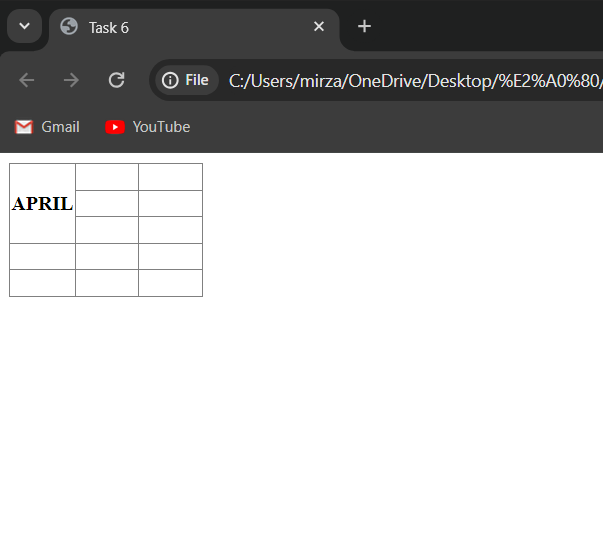 Task 6
File C:/Users/mirza/OneDrive/Desktop/%E2%A0%80/
Gmail YouTube
APRIL